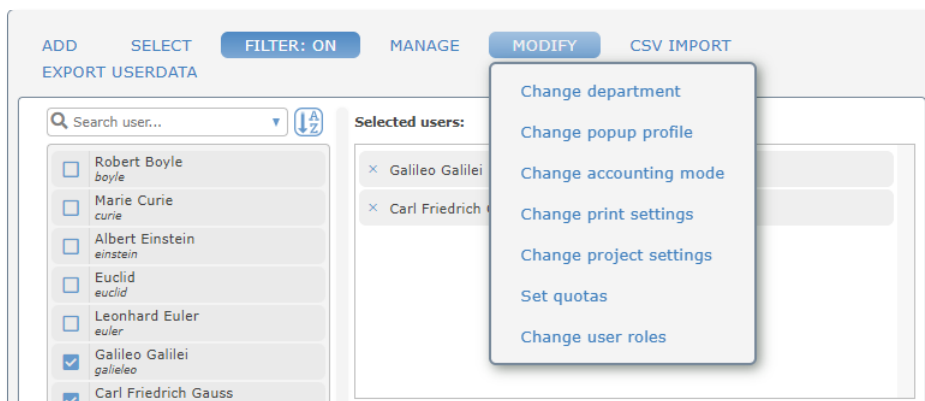 ADD SELECT FILTER: ON MANAGE MODIFY CSV IMPORT
EXPORT USERDATA
Search user...
Robert Boyle
boyle
Marie Curie
curie
Albert Einstein
einstein
Euclid
euclid
Leonhard Euler
euler
Galileo Galilei
galieleo
Carl Friedrich Gauss
Selected users:
× Galileo Galilei
× Carl Friedrich
Change department
Change popup profile
Change accounting mode
Change print settings
Change project settings
Set quotas
Change user roles